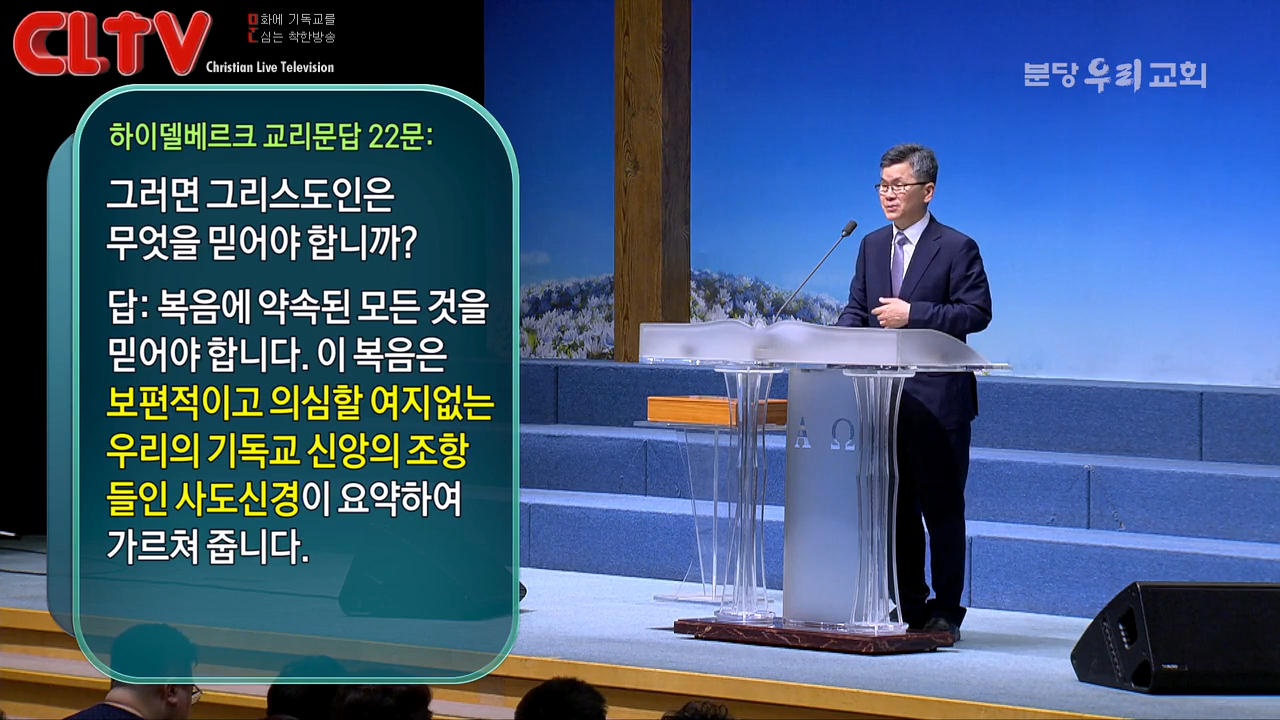 CLTV
문화에 기독교를
심는 착한방송
Christian Live Television
분당우리교회
하이델베르크 교리문답 22문:
그러면 그리스도인은
무엇을 믿어야 합니까?
답: 복음에 약속된 모든 것을
믿어야 합니다. 이 복음은
보편적이고 의심할 여지없는
우리의 기독교 신앙의 조항
들인 사도신경이 요약하여
가르쳐 줍니다.
Α Ω